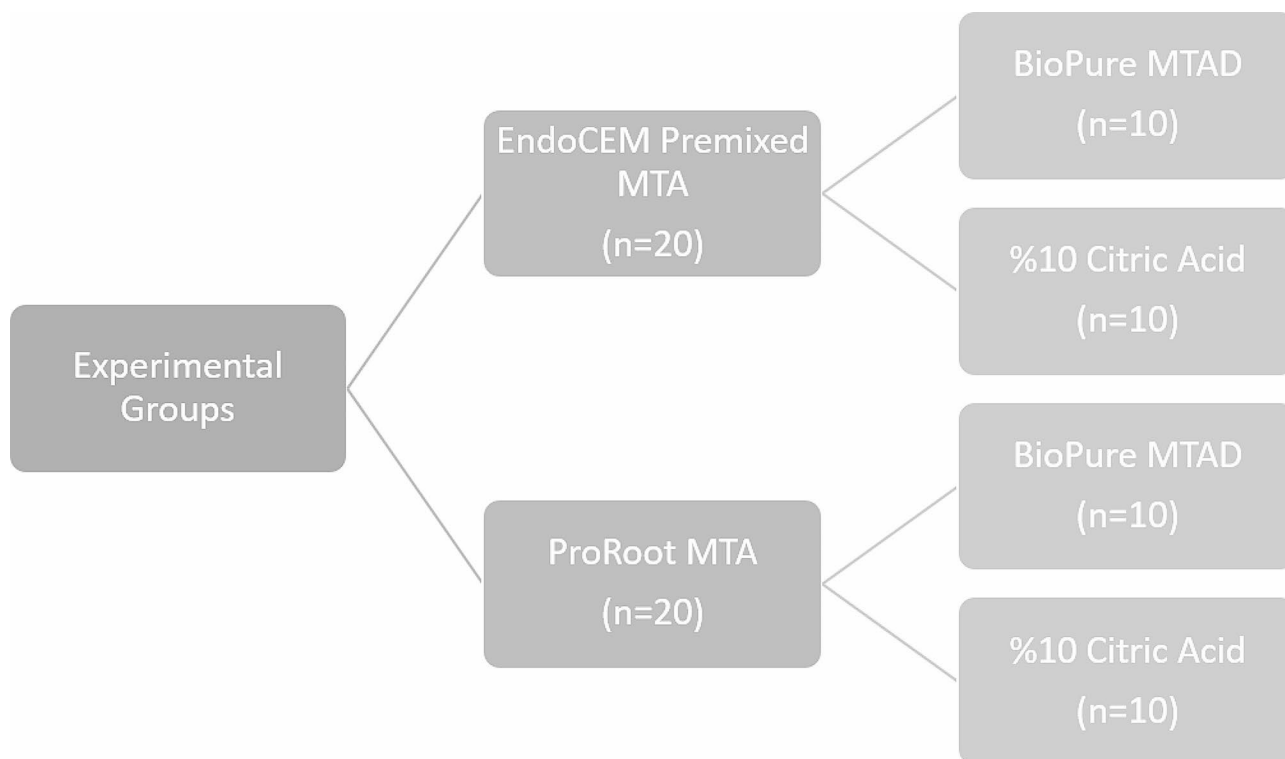 Experimental
Groups
EndoCEM Premixed
MTA
(n=20)
ProRoot MTA
(n=20)
BioPure MTAD
(n=10)
%10 Citric Acid
(n=10)
BioPure MTAD
(n=10)
%10 Citric Acid
(n=10)